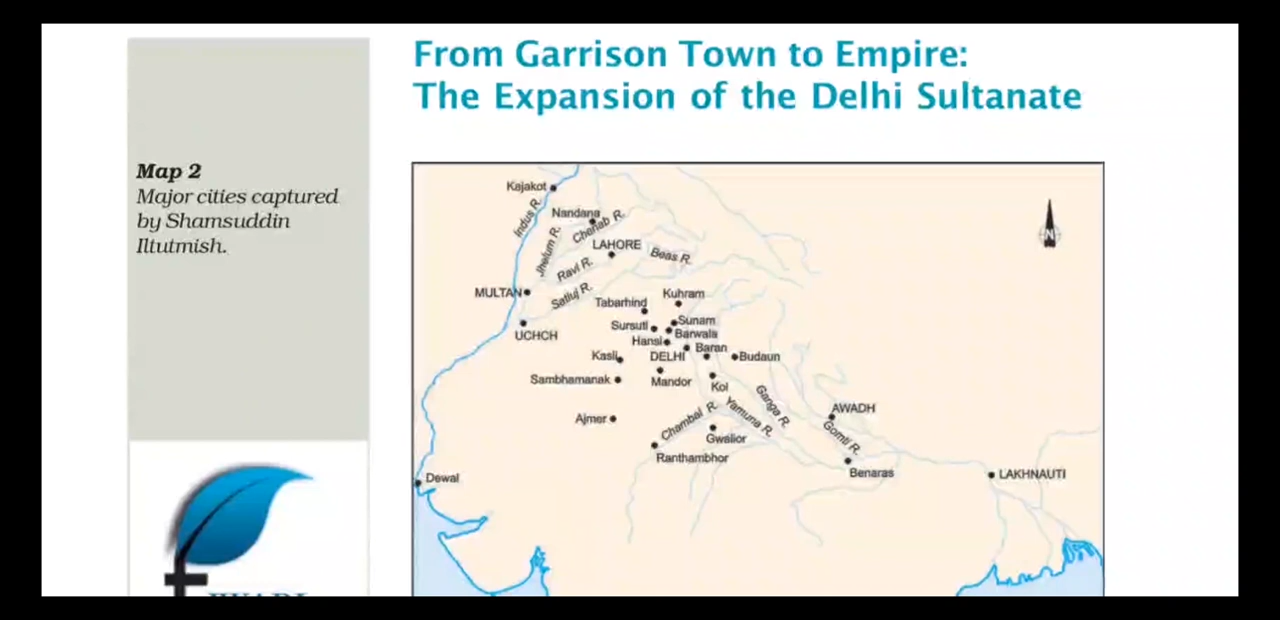 From Garrison Town to Empire:
The Expansion of the Delhi Sultanate
Map 2
Major cities captured
by Shamsuddin
Iltutmish.
Kajakot
Indus R.
Nandana
Chenab R.
Jhelum R.
LAHORE
Beas R.
Ravi R.
MULTAN
Satluj R.
Tabarhind
Kuhram
UCHCH
Sursuti
Sunam
Barwala
Hansi
Baran
Kasli
DELHI
Budaun
Sambhamanak
Mandor
Kol
Ajmer
Chambal R.
Yamuna R.
Ganga R.
AWADH
Gomti R.
Gwalior
Ranthambhor
Benaras
LAKHNAUTI
Dewal
N